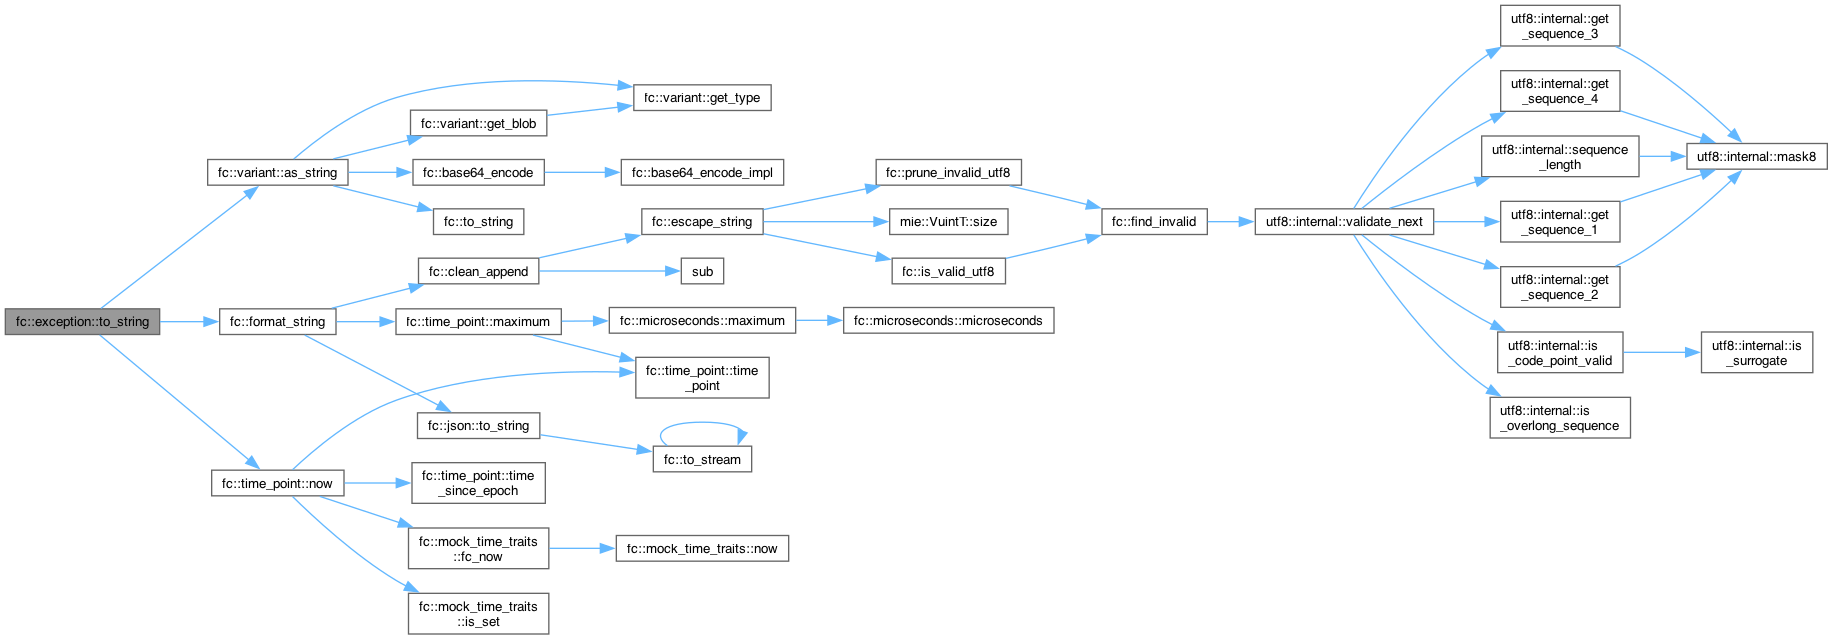 fc::exception::to_string
fc::variant::as_string
fc::format_string
fc::time_point::now
fc::variant::get_blob
fc::base64_encode
fc::to_string
fc::clean_append
fc::time_point::maximum
fc::json::to_string
fc::time_point::time
_since_epoch
fc::mock_time_traits
::fc_now
fc::mock_time_traits
::is_set
fc::variant::get_type
fc::base64_encode_impl
fc::escape_string
sub
fc::microseconds::maximum
fc::time_point::time
_point
fc::to_stream
fc::mock_time_traits::now
fc::prune_invalid_utf8
mie::VuintT::size
fc::is_valid_utf8
fc::microseconds::microseconds
fc::find_invalid
utf8::internal::validate_next
utf8::internal::get
_sequence_3
utf8::internal::get
_sequence_4
utf8::internal::sequence
_length
utf8::internal::get
_sequence_1
utf8::internal::get
_sequence_2
utf8::internal::is
_code_point_valid
utf8::internal::is
_overlong_sequence
utf8::internal::mask8
utf8::internal::is
_surrogate